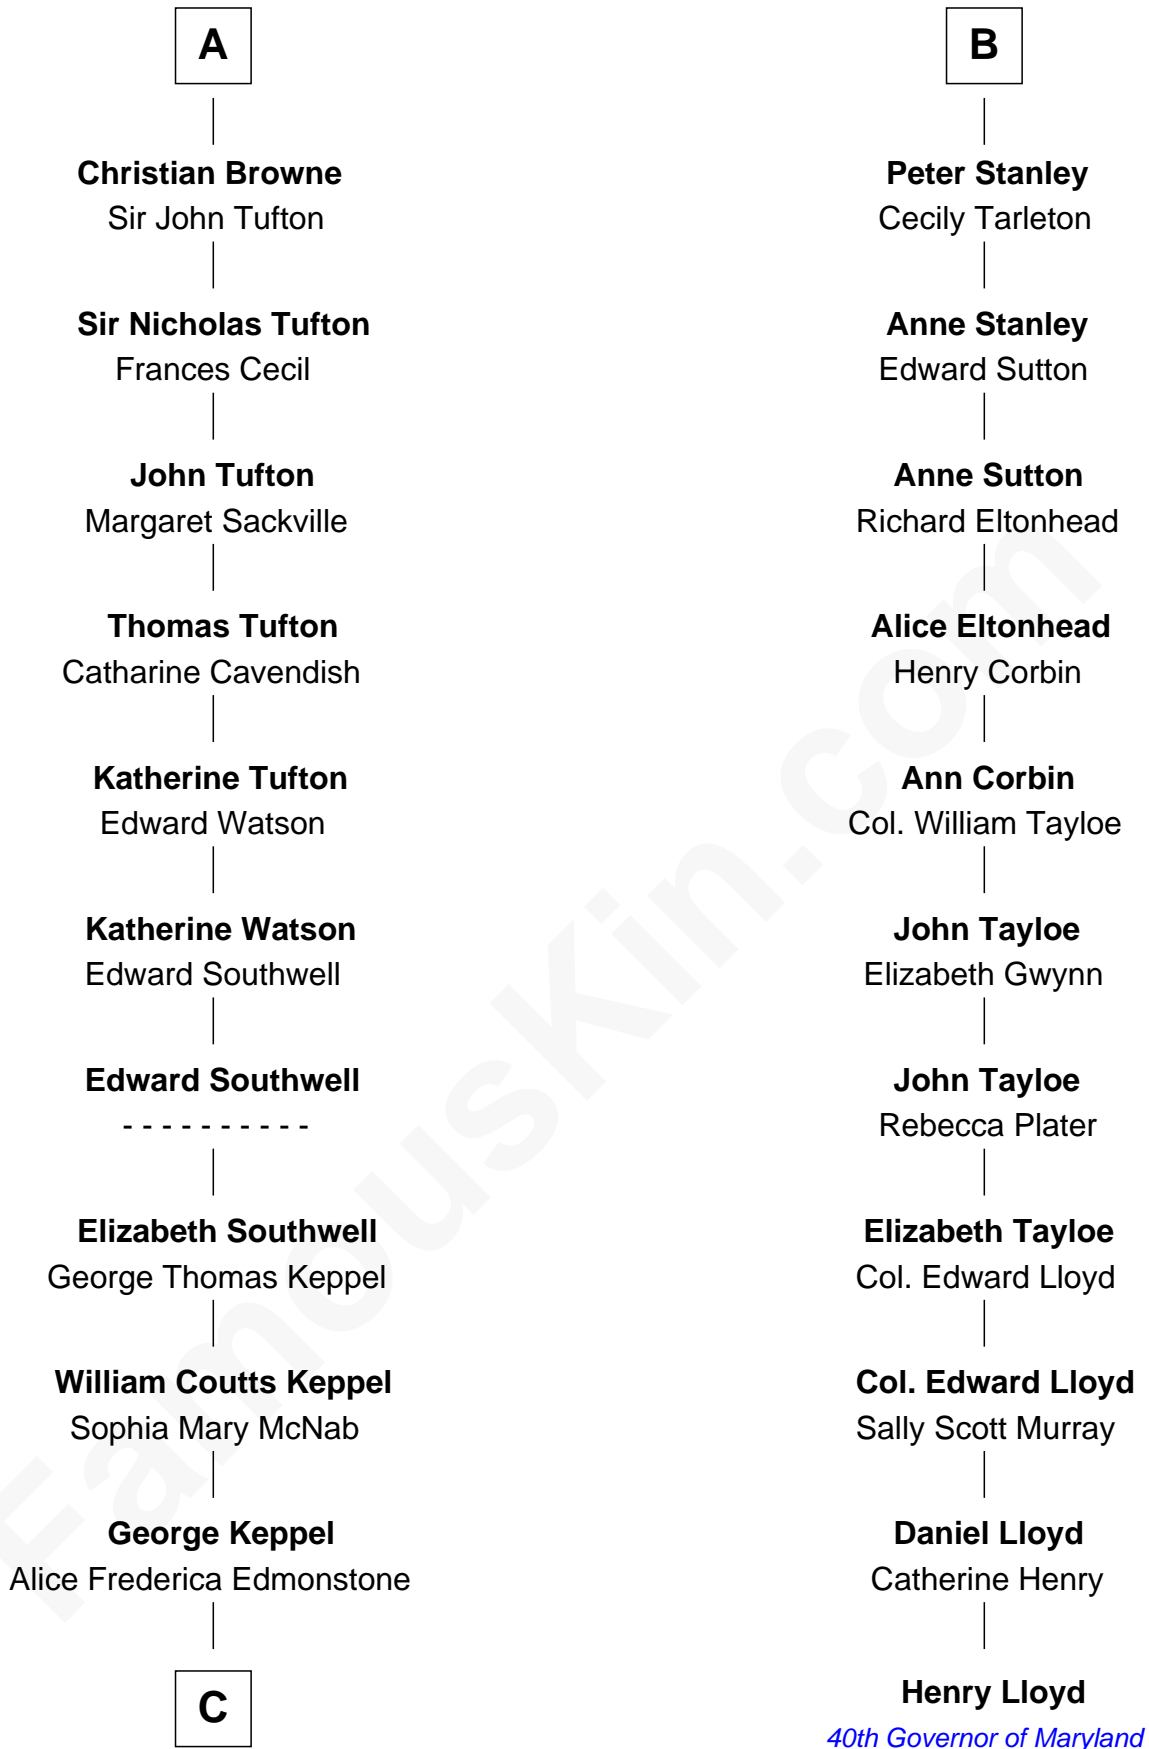 A
Christian Browne
Sir John Tufton
Sir Nicholas Tufton
Frances Cecil
John Tufton
Margaret Sackville
Thomas Tufton
Catharine Cavendish
Katherine Tufton
Edward Watson
Katherine Watson
Edward Southwell
Edward Southwell
- - - - - - - - - -
Elizabeth Southwell
George Thomas Keppel
William Coutts Keppel
Sophia Mary McNab
George Keppel
Alice Frederica Edmonstone
C
B
Peter Stanley
Cecily Tarleton
Anne Stanley
Edward Sutton
Anne Sutton
Richard Eltonhead
Alice Eltonhead
Henry Corbin
Ann Corbin
Col. William Tayloe
John Tayloe
Elizabeth Gwynn
John Tayloe
Rebecca Plater
Elizabeth Tayloe
Col. Edward Lloyd
Col. Edward Lloyd
Sally Scott Murray
Daniel Lloyd
Catherine Henry
Henry Lloyd
40th Governor of Maryland
FamousKin.com